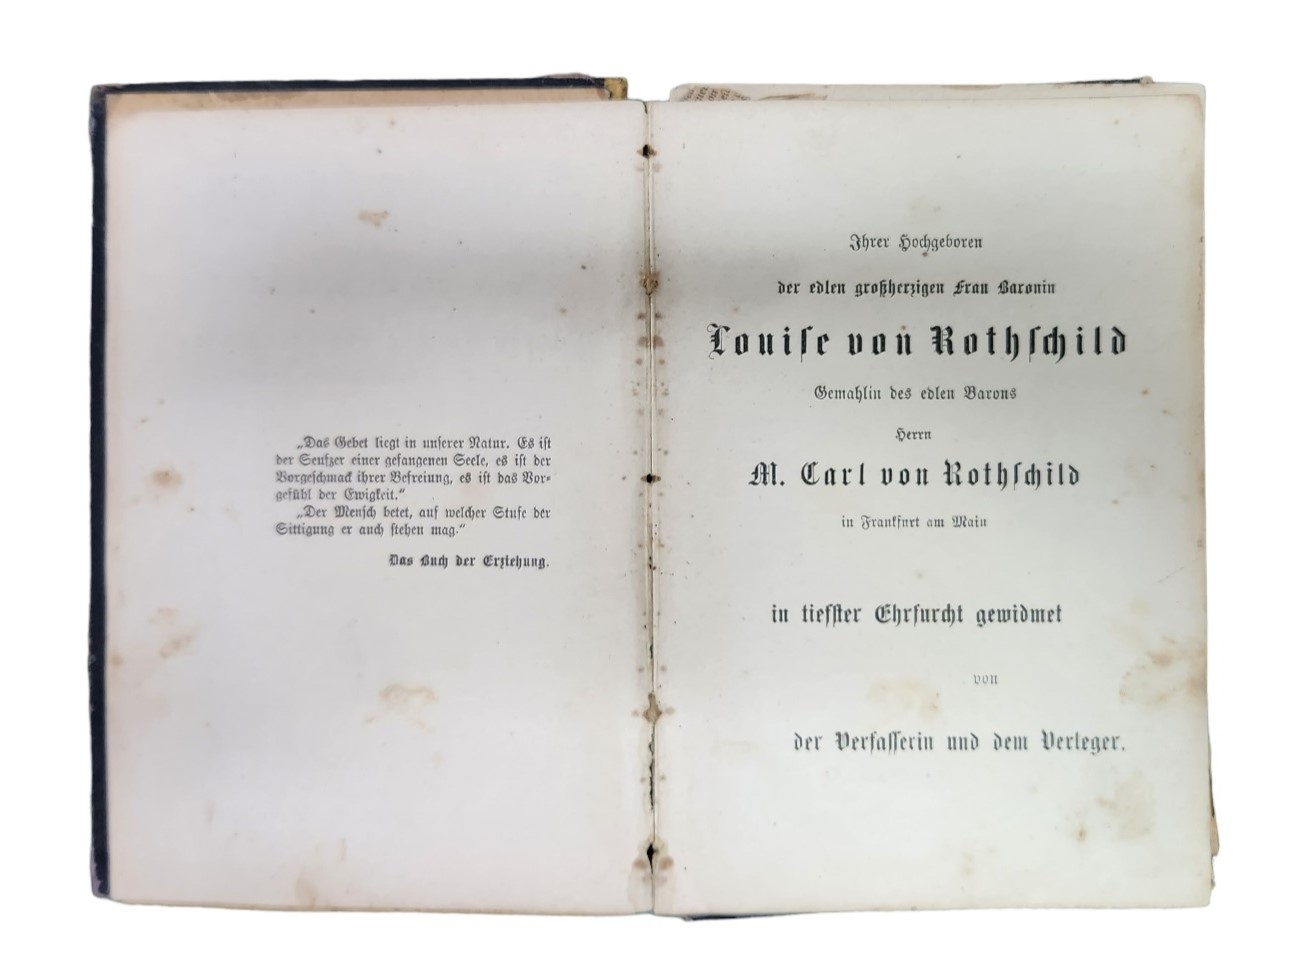 „Das Gebet liegt in unserer Natur. Es ist
der Seufzer einer gefangenen Seele, es ist der
Vorgeschmack ihrer Befreiung, es ist das Vor-
gefühl der Ewigkeit.“
„Der Mensch betet, auf welcher Stufe der
Sittigung er auch stehen mag.“
Das Buch der Erziehung.
Ihrer Hochgeboren
der edlen großherzigen Frau Baronin
Louise von Rothschild
Gemahlin des edlen Barons
Herrn
M. Carl von Rothschild
in Frankfurt am Main
in tiefster Ehrfurcht gewidmet
von
der Verfasserin und dem Verleger.